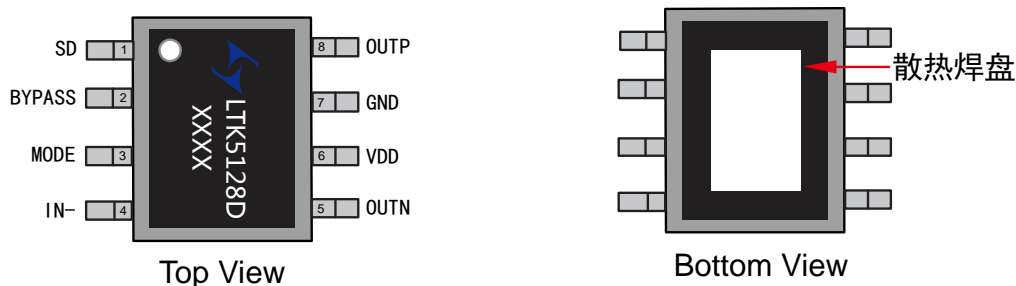 SD 1
BYPASS 2
MODE 3
IN- 4
8 OUTP
7 GND
6 VDD
5 OUTN
LTK5128D
XXXX
Top View
散热焊盘
Bottom View